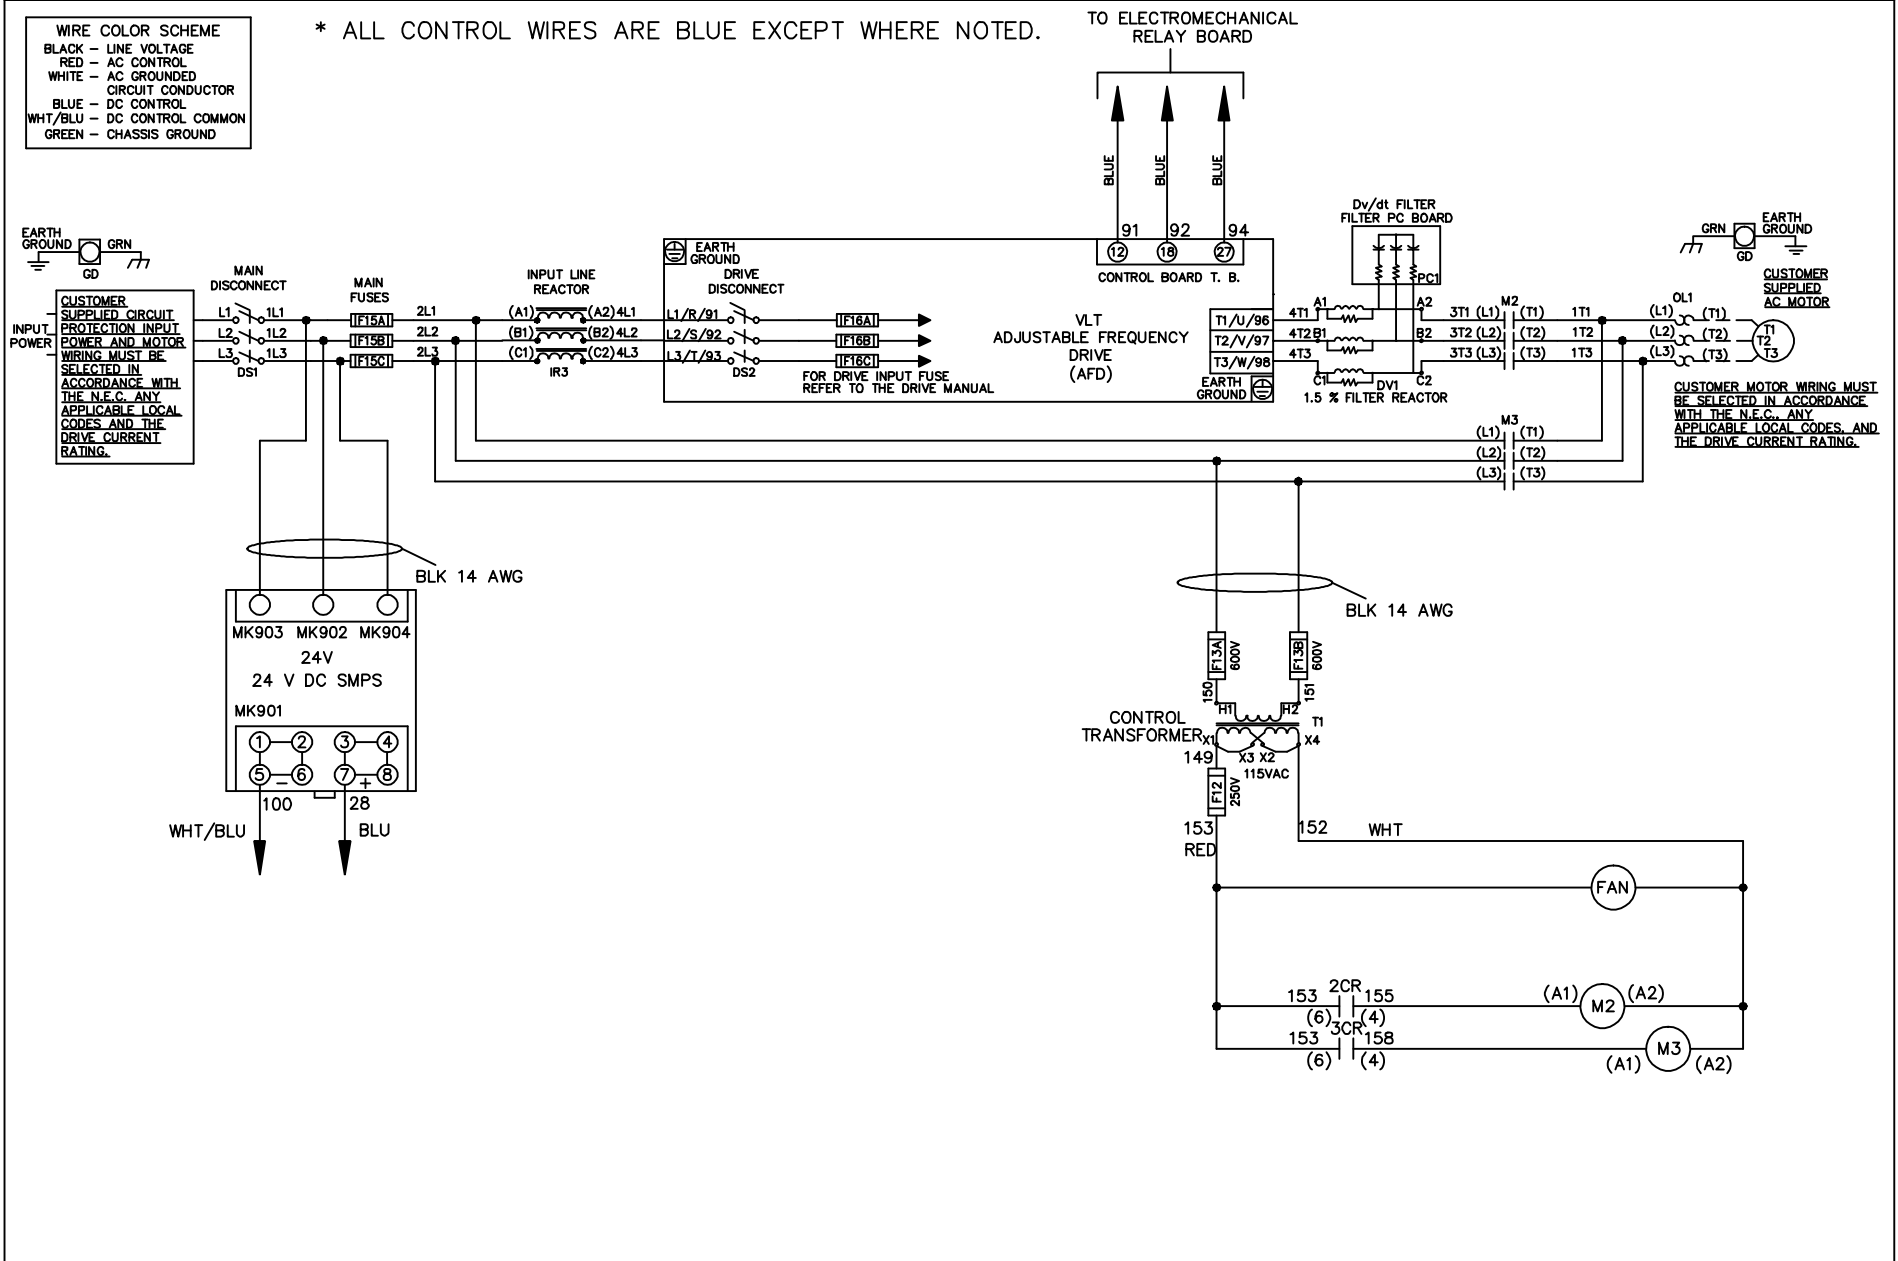 WIRE COLOR SCHEME
BLACK – LINE VOLTAGE
RED – AC CONTROL
WHITE – AC GROUNDED
CIRCUIT CONDUCTOR
BLUE – DC CONTROL
WHT/BLU – DC CONTROL COMMON
GREEN – CHASSIS GROUND
* ALL CONTROL WIRES ARE BLUE EXCEPT WHERE NOTED.
TO ELECTROMECHANICAL
RELAY BOARD
BLUE
BLUE
BLUE
91 92 94
12 18 27
CONTROL BOARD T. B.
EARTH
GROUND
GRN
GD
INPUT
POWER
CUSTOMER
SUPPLIED CIRCUIT
PROTECTION INPUT
POWER AND MOTOR
WIRING MUST BE
SELECTED IN
ACCORDANCE WITH
THE N.E.C. ANY
APPLICABLE LOCAL
CODES AND THE
DRIVE CURRENT
RATING.
MAIN
DISCONNECT
L1 1L1
L2 1L2
L3 1L3
DS1
MAIN
FUSES
F15A
F15B
F15C
2L1
2L2
2L3
INPUT LINE
REACTOR
(A1) (A2) 4L1
(B1) (B2) 4L2
(C1) (C2) 4L3
IR3
EARTH
GROUND
DRIVE
DISCONNECT
L1/R/91
L2/S/92
L3/T/93
DS2
F16A
F16B
F16C
FOR DRIVE INPUT FUSE
REFER TO THE DRIVE MANUAL
VLT
ADJUSTABLE FREQUENCY
DRIVE
(AFD)
T1/U/96
T2/V/97
T3/W/98
EARTH
GROUND
4T1
4T2
4T3
Dv/dt FILTER
FILTER PC BOARD
PC1
A1 A2
B1 B2
C1 C2
DV1
1.5 % FILTER REACTOR
M2
3T1 (L1) (T1) 1T1
3T2 (L2) (T2) 1T2
3T3 (L3) (T3) 1T3
OL1
(L1) (T1)
(L2) (T2)
(L3) (T3)
T1
T2
T3
GRN
EARTH
GROUND
GD
CUSTOMER
SUPPLIED
AC MOTOR
CUSTOMER MOTOR WIRING MUST
BE SELECTED IN ACCORDANCE
WITH THE N.E.C., ANY
APPLICABLE LOCAL CODES, AND
THE DRIVE CURRENT RATING.
M3
(L1) (T1)
(L2) (T2)
(L3) (T3)
BLK 14 AWG
MK903 MK902 MK904
24V
24 V DC SMPS
MK901
1 2 3 4
5 6 7 8
– +
100 28
WHT/BLU BLU
BLK 14 AWG
F13A
600V
F13B
600V
150
151
H1 H2
T1
CONTROL
TRANSFORMER
X1 X4
X3 X2
115VAC
149
F12
250V
153
RED
152 WHT
FAN
2CR
153 155
(6) (4)
(A1) M2 (A2)
3CR
153 158
(6) (4)
(A1) M3 (A2)